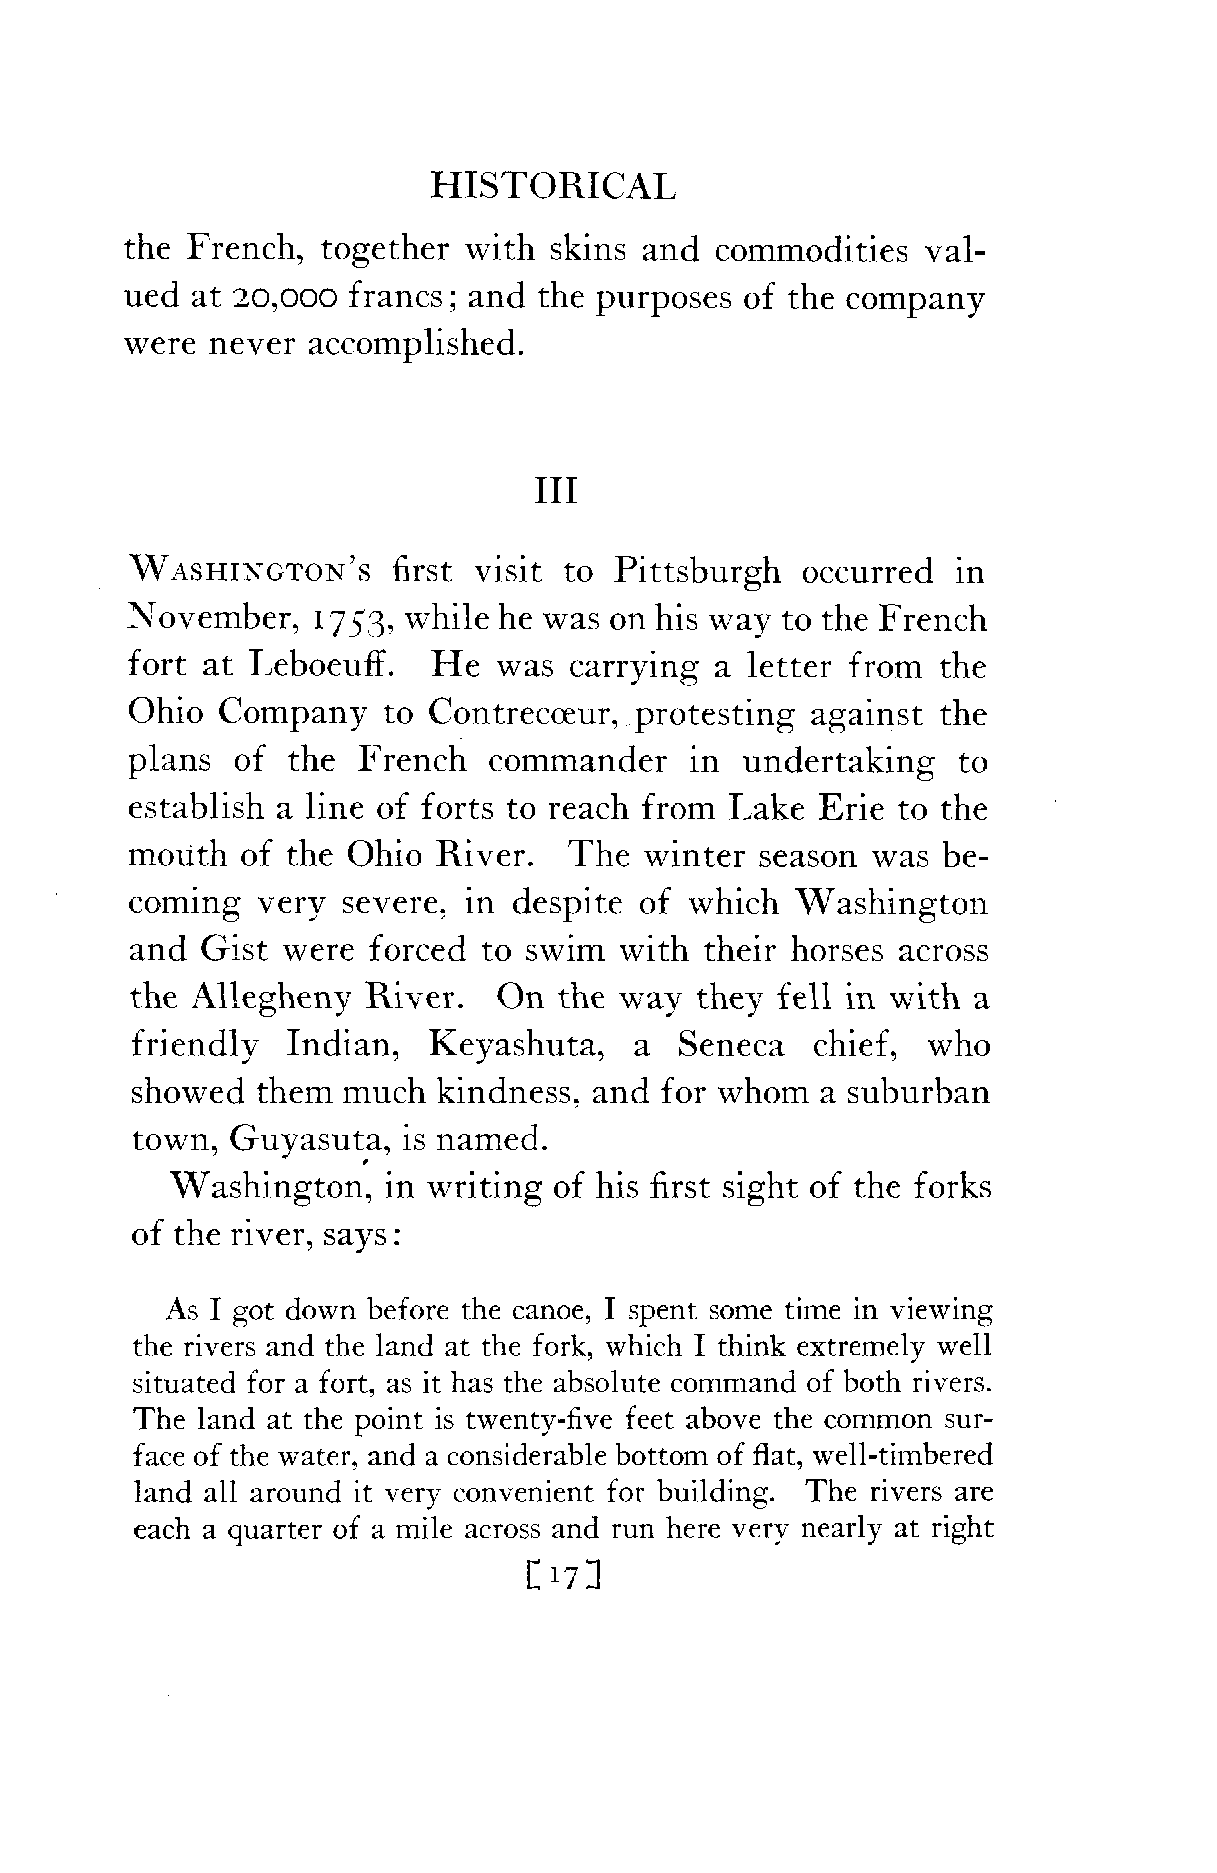 HISTORICAL
the French, together with skins and commodities val-
ued at 20,000 francs; and the purposes of the company
were never accomplished.
III
WASHINGTON'S first visit to Pittsburgh occurred in
November, 1753, while he was on his way to the French
fort at Leboeuff. He was carrying a letter from the
Ohio Company to Contrecœur, protesting against the
plans of the French commander in undertaking to
establish a line of forts to reach from Lake Erie to the
mouth of the Ohio River. The winter season was be-
coming very severe, in despite of which Washington
and Gist were forced to swim with their horses across
the Allegheny River. On the way they fell in with a
friendly Indian, Keyashuta, a Seneca chief, who
showed them much kindness, and for whom a suburban
town, Guyasuta, is named.
Washington, in writing of his first sight of the forks
of the river, says:
As I got down before the canoe, I spent some time in viewing
the rivers and the land at the fork, which I think extremely well
situated for a fort, as it has the absolute command of both rivers.
The land at the point is twenty-five feet above the common sur-
face of the water, and a considerable bottom of flat, well-timbered
land all around it very convenient for building. The rivers are
each a quarter of a mile across and run here very nearly at right
[17]